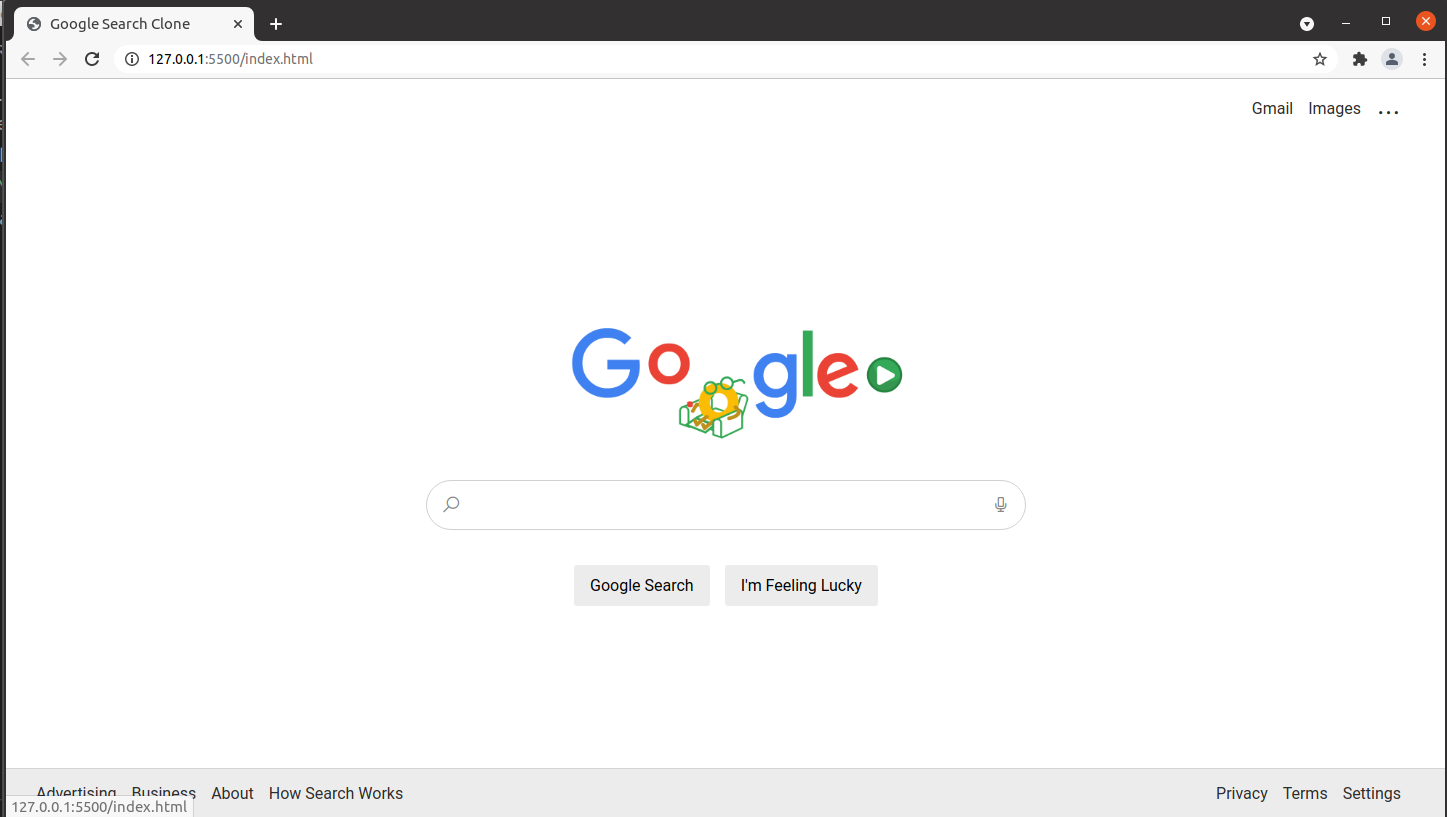 Google Search Clone
127.0.0.1:5500/index.html
Gmail Images ...
Google
Google Search I'm Feeling Lucky
Advertising Business About How Search Works Privacy Terms Settings
127.0.0.1:5500/index.html